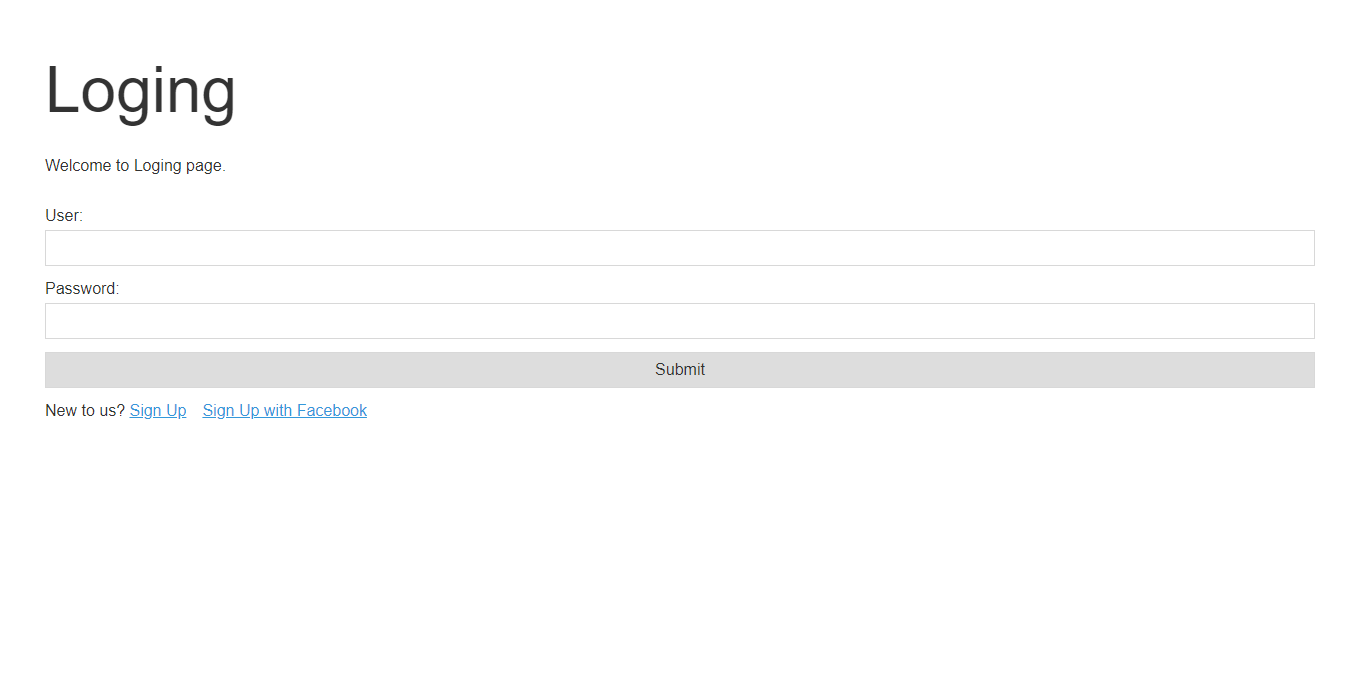 Loging
Welcome to Loging page.
User:
Password:
Submit
New to us? Sign Up Sign Up with Facebook